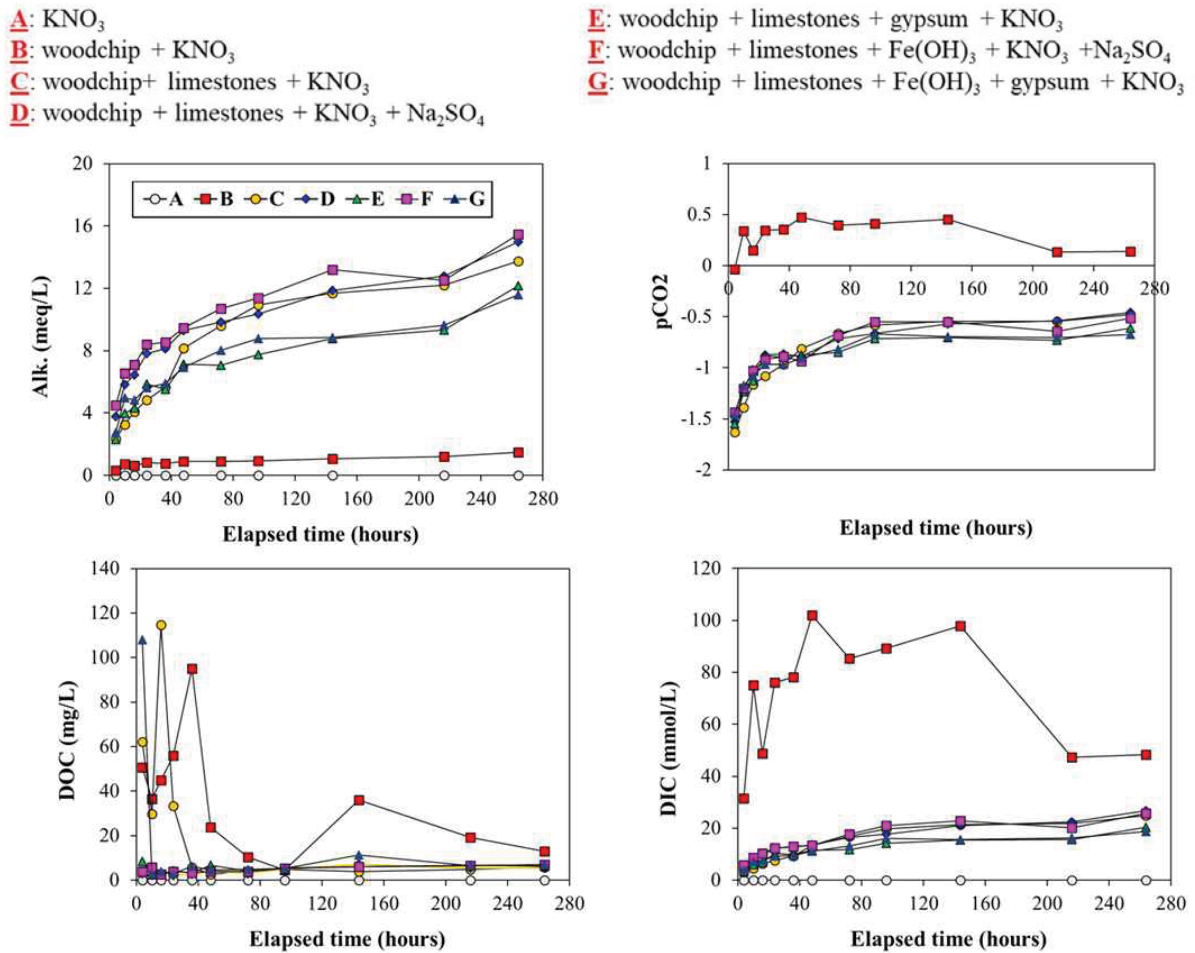 A: KNO₃
B: woodchip + KNO₃
C: woodchip+ limestones + KNO₃
D: woodchip + limestones + KNO₃ + Na₂SO₄
E: woodchip + limestones + gypsum + KNO₃
F: woodchip + limestones + Fe(OH)₃ + KNO₃ +Na₂SO₄
G: woodchip + limestones + Fe(OH)₃ + gypsum + KNO₃
Alk. (meq/L)
20
16
12
8
4
0
A B C D E F G
0 40 80 120 160 200 240 280
Elapsed time (hours)
pCO2
1
0.5
0
-0.5
-1
-1.5
-2
0 40 80 120 160 200 240 280
Elapsed time (hours)
DOC (mg/L)
140
120
100
80
60
40
20
0
0 40 80 120 160 200 240 280
Elapsed time (hours)
DIC (mmol/L)
120
100
80
60
40
20
0
0 40 80 120 160 200 240 280
Elapsed time (hours)